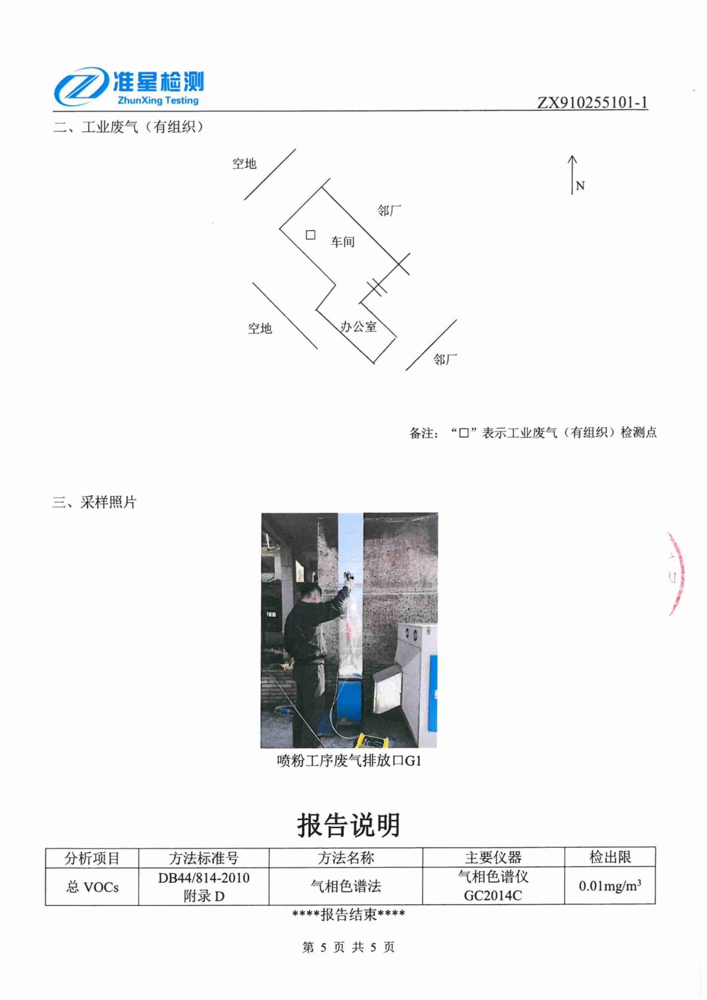 准星检测
ZhunXing Testing
ZX910255101-1
二、工业废气（有组织）
空地
N
邻厂
车间
空地
办公室
邻厂
备注：“□”表示工业废气（有组织）检测点
三、采样照片
喷粉工序废气排放口G1
报告说明
分析项目 方法标准号 方法名称 主要仪器 检出限
总 VOCs DB44/814-2010 附录 D 气相色谱法 气相色谱仪 GC2014C 0.01mg/m³
****报告结束****
第 5 页 共 5 页